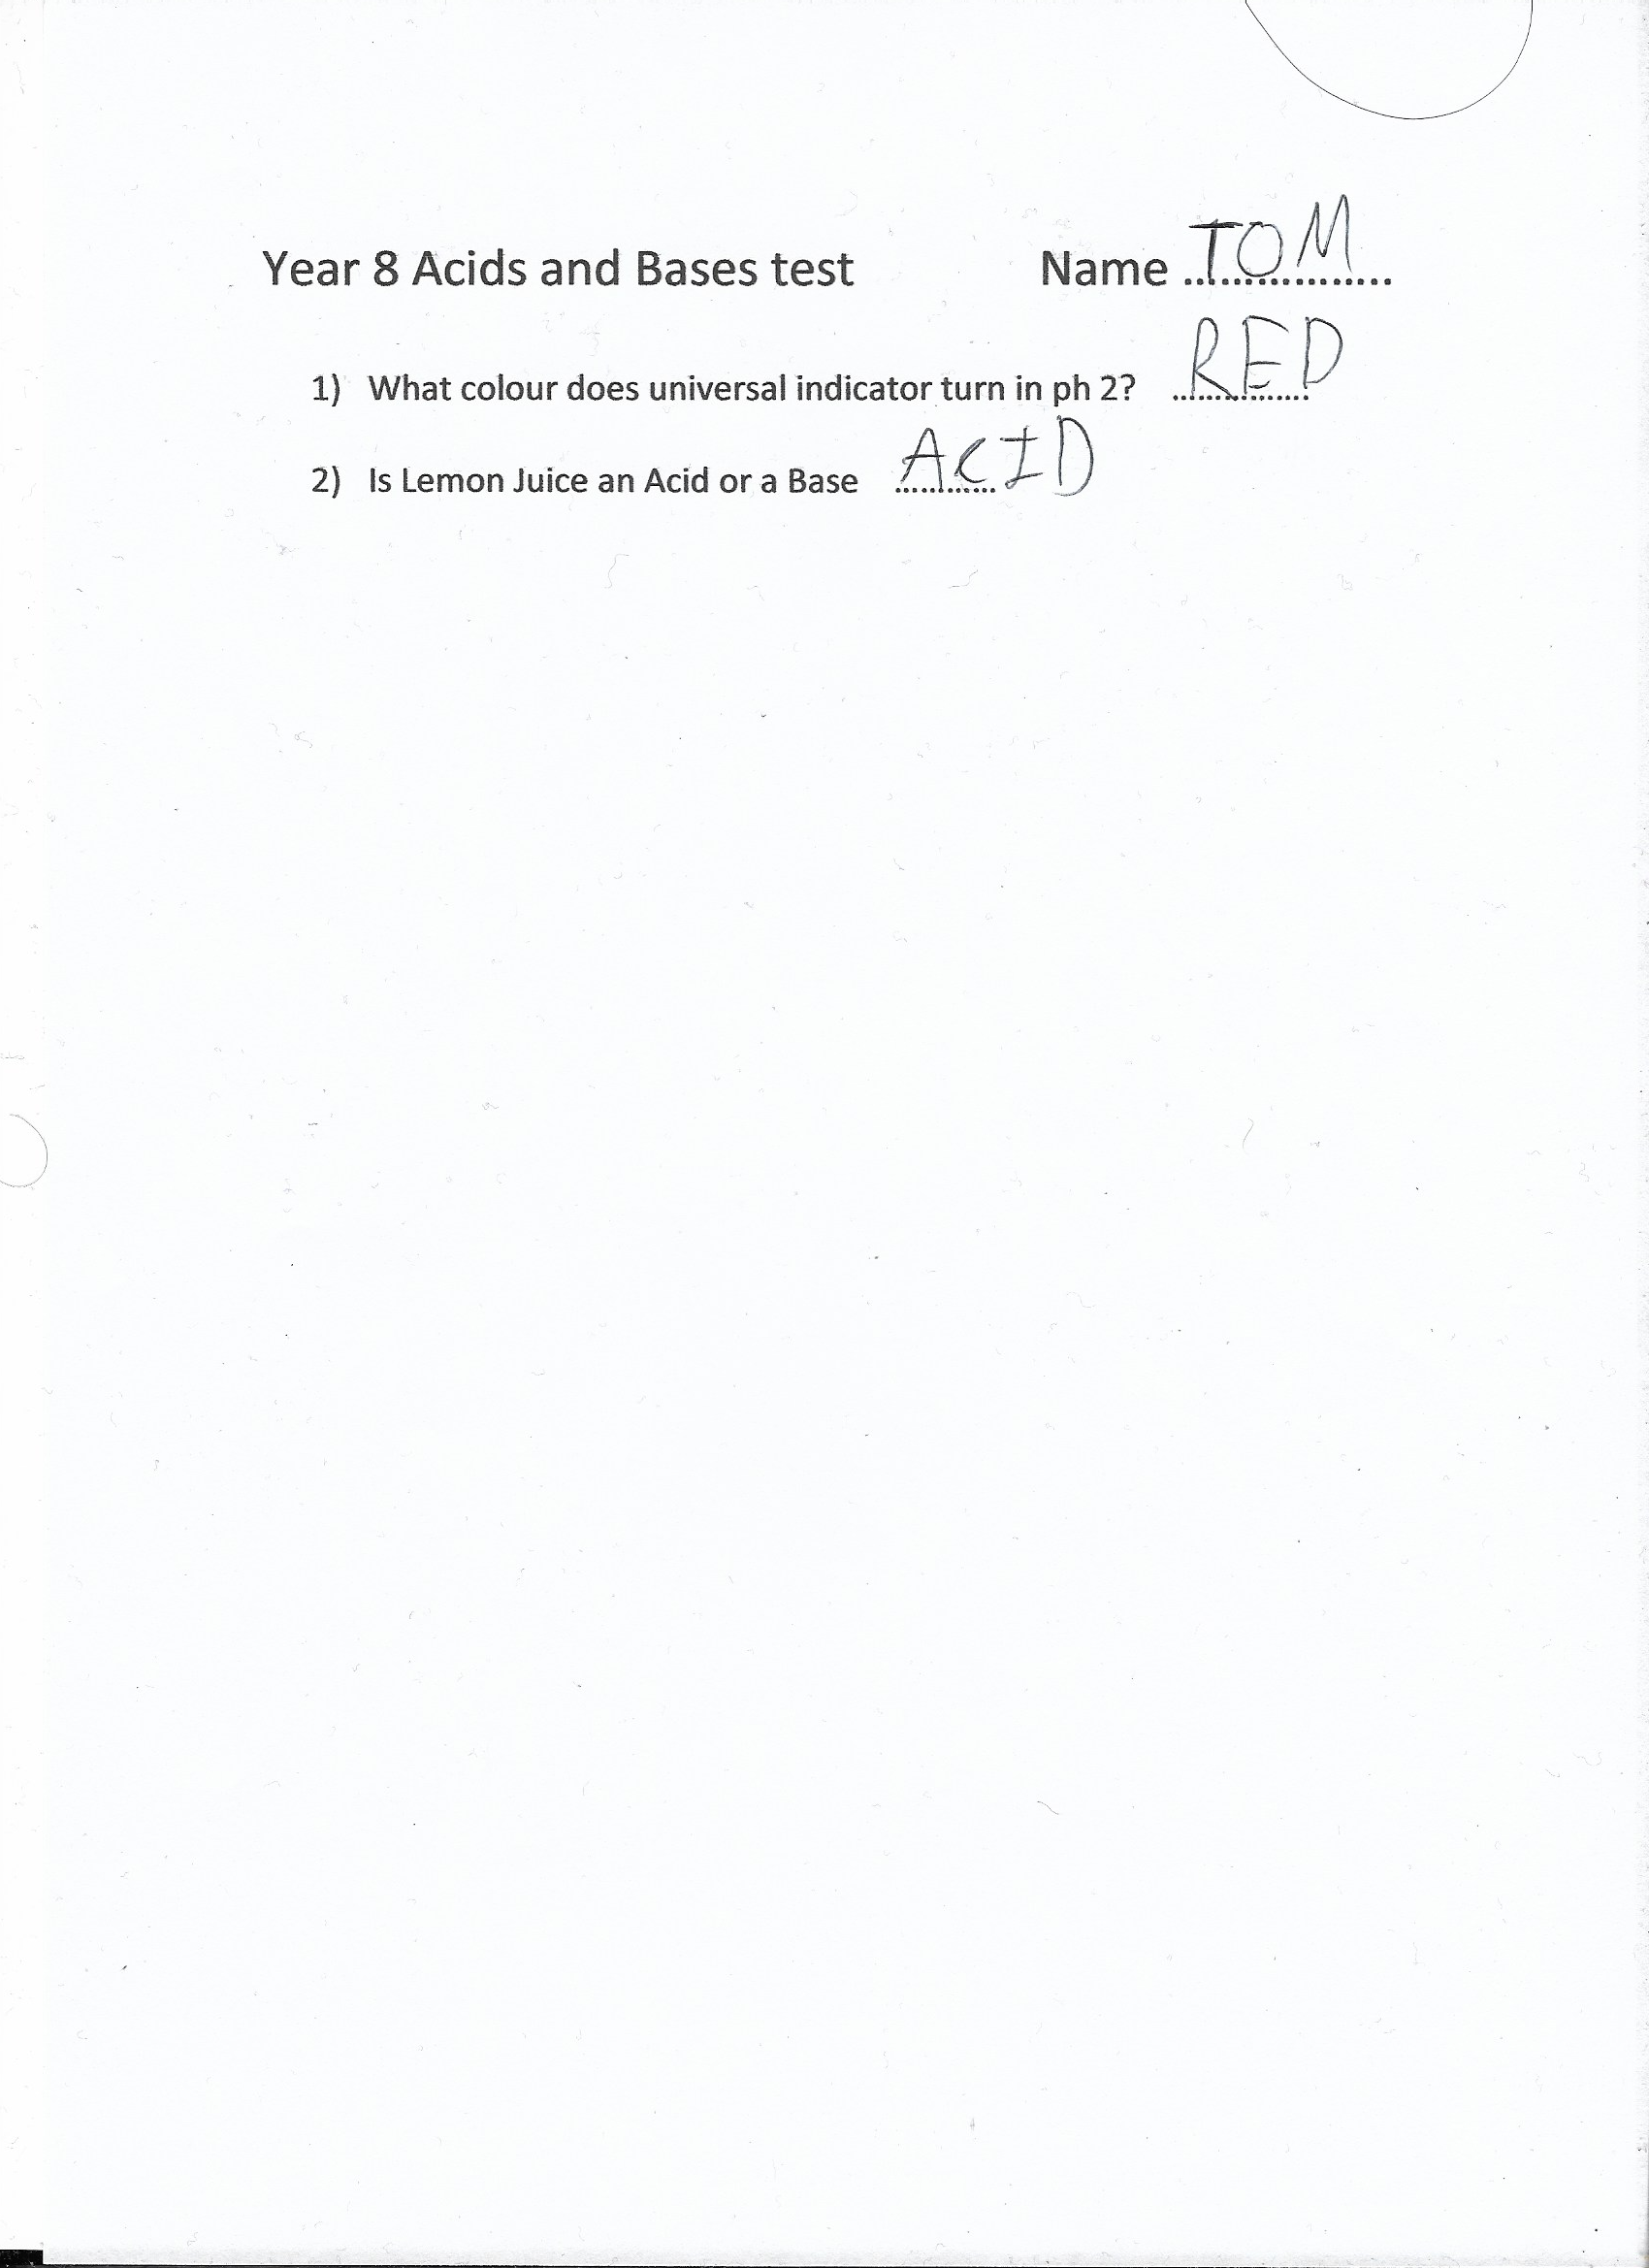 Year 8 Acids and Bases test Name TOM
1) What colour does universal indicator turn in ph 2? RED
2) Is Lemon Juice an Acid or a Base ACID